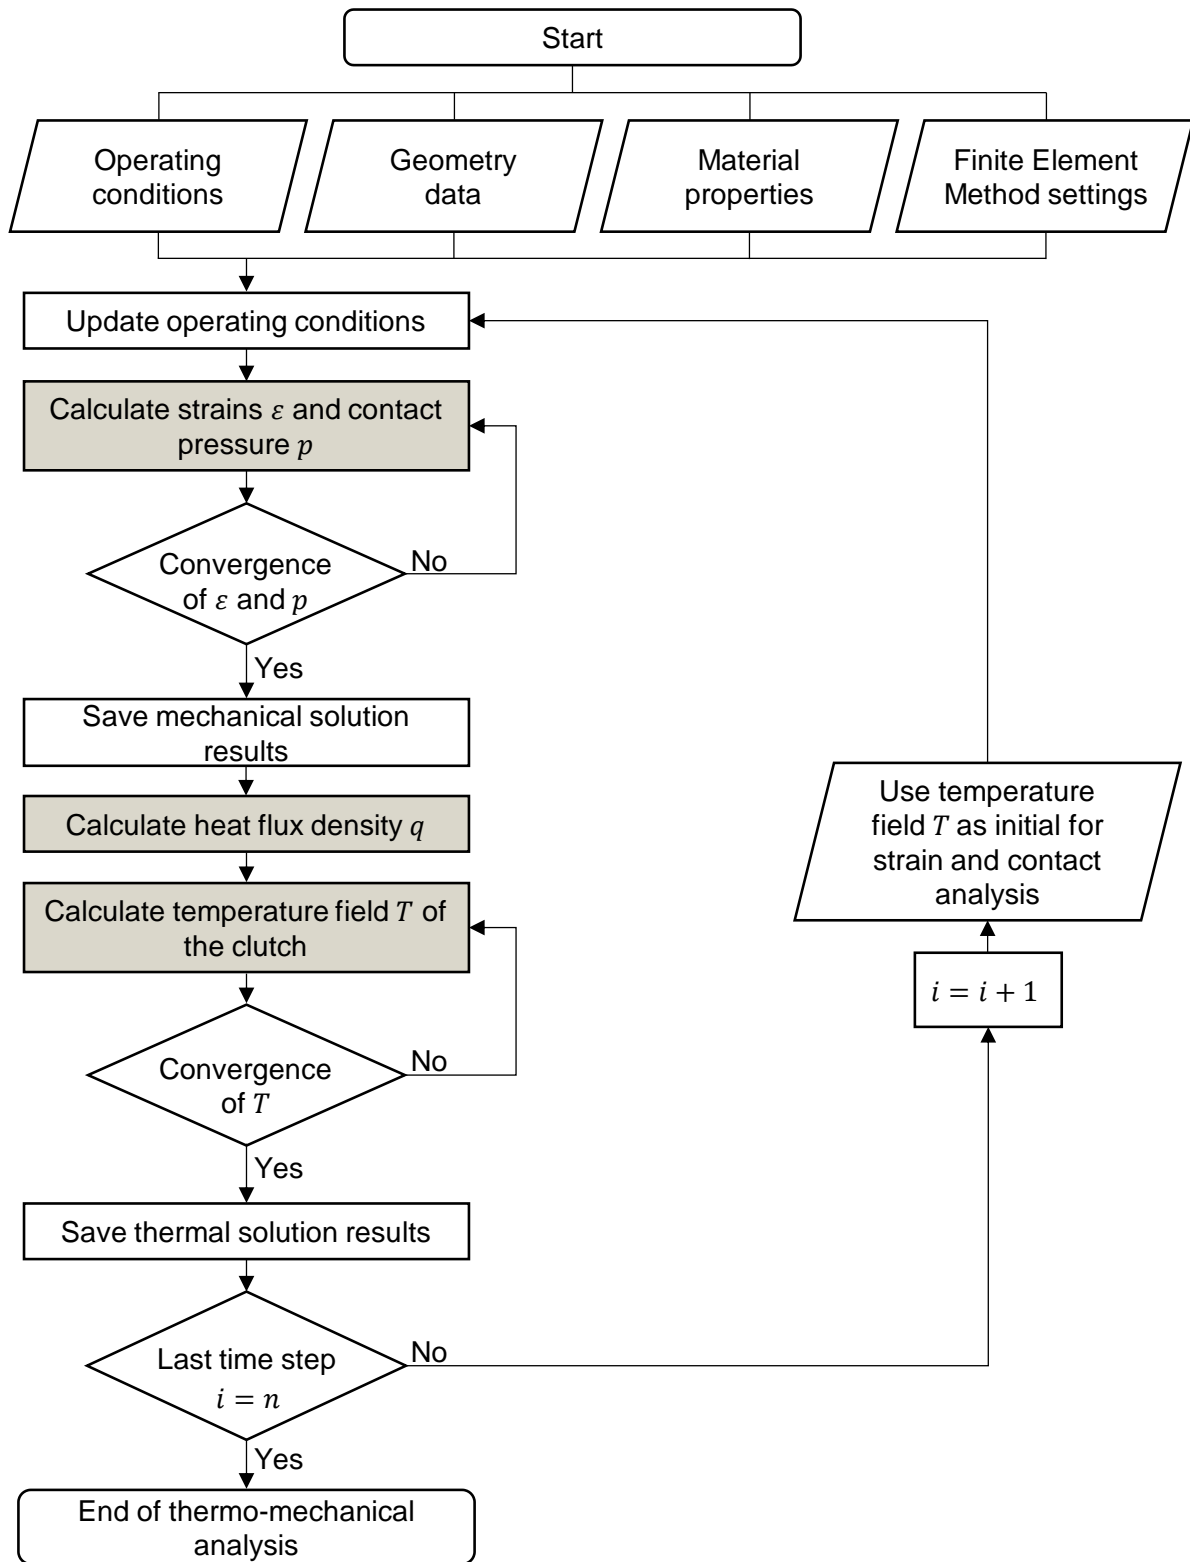 Start
Operating
conditions
Geometry
data
Material
properties
Finite Element
Method settings
Update operating conditions
Calculate strains ε and contact
pressure p
Convergence
of ε and p
No
Yes
Save mechanical solution
results
Calculate heat flux density q
Calculate temperature field T of
the clutch
Convergence
of T
No
Yes
Save thermal solution results
Last time step
i = n
No
Yes
End of thermo-mechanical
analysis
Use temperature
field T as initial for
strain and contact
analysis
i = i + 1